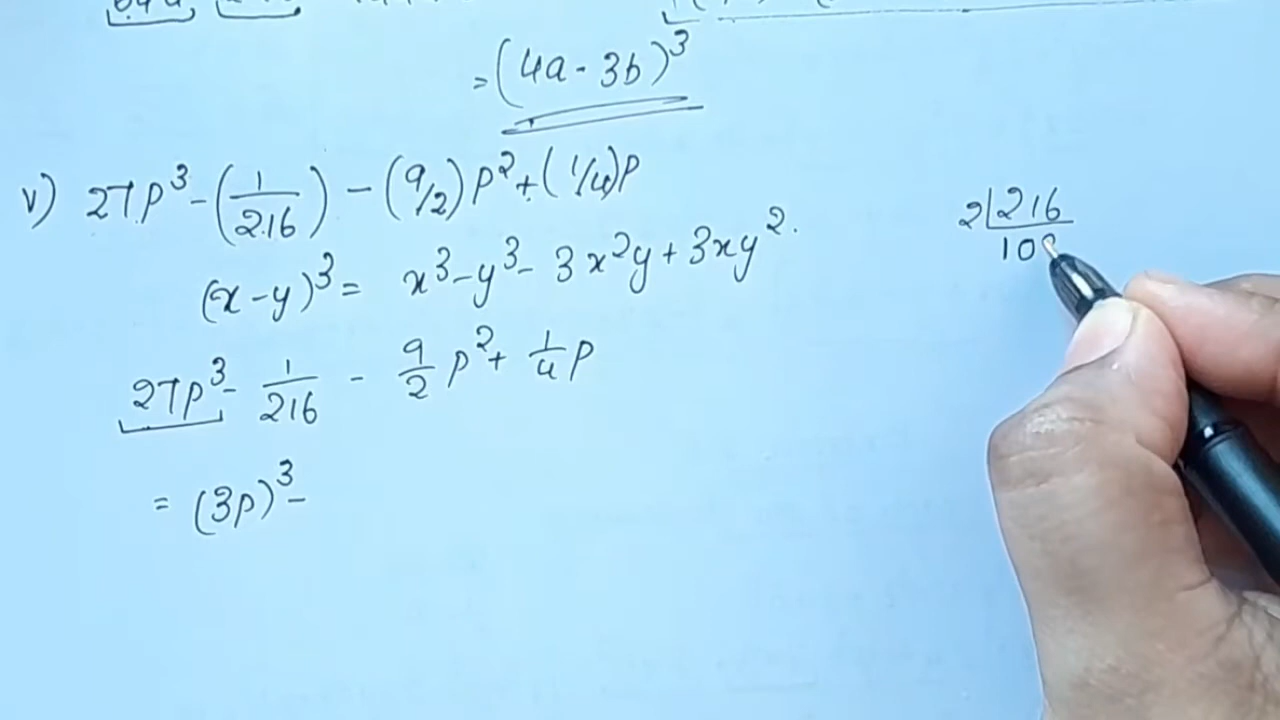 = (4a - 3b)³
v) 27p³ - (1/216) - (9/2)p² + (1/4)p
(x - y)³ = x³ - y³ - 3x²y + 3xy².
27p³ - 1/216 - 9/2 p² + 1/4 p
= (3p)³ -
2 | 216
108